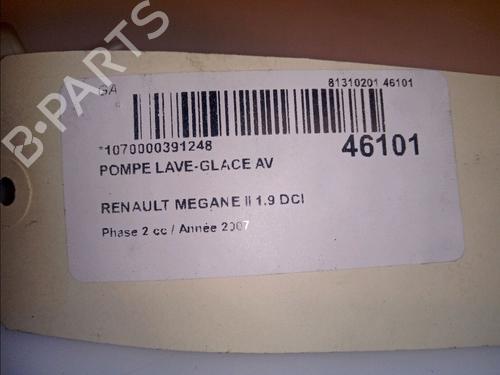 B-PARTS
GA
81310201 46101
*1070000391248
46101
POMPE LAVE-GLACE AV
RENAULT MEGANE II 1.9 DCI
Phase 2 cc / Année 2007